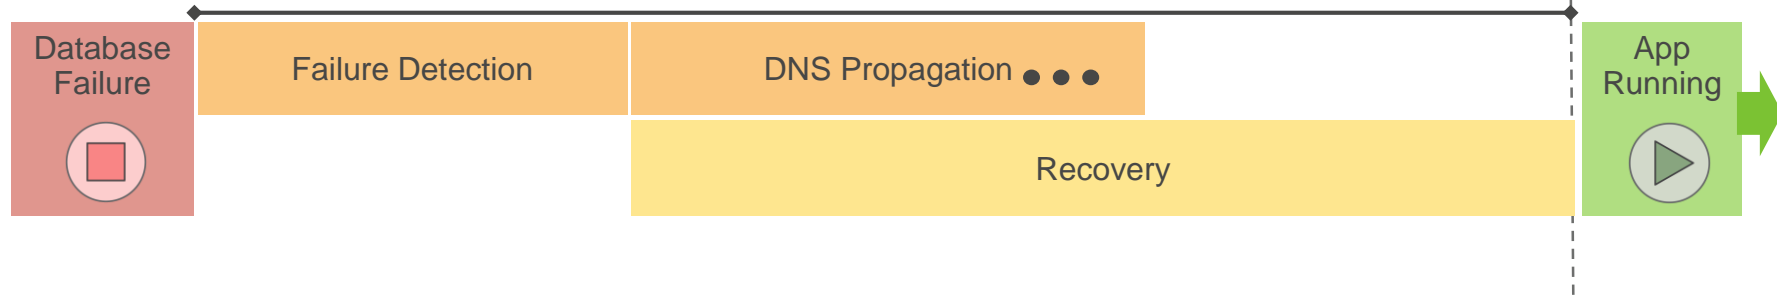 Database
Failure
Failure Detection
DNS Propagation ●●●
App
Running
Recovery